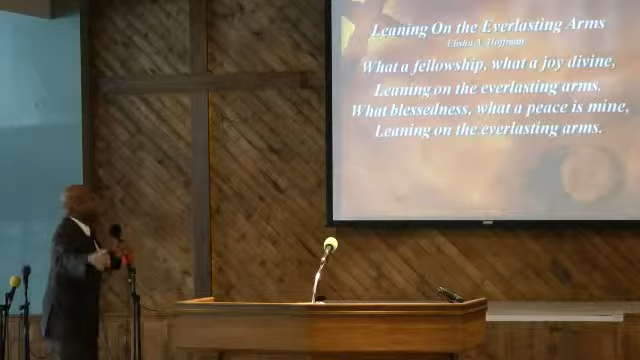 Leaning On the Everlasting Arms
Elisha A. Hoffman
What a fellowship, what a joy divine,
Leaning on the everlasting arms.
What blessedness, what a peace is mine,
Leaning on the everlasting arms.